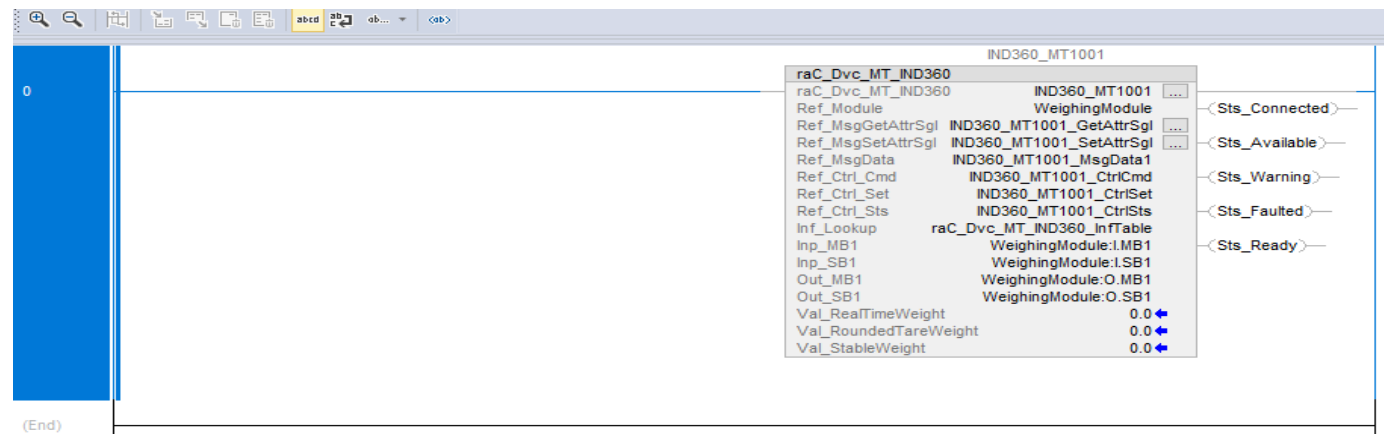 abcd ab c ab... <ab>
IND360_MT1001
raC_Dvc_MT_IND360
0
raC_Dvc_MT_IND360 IND360_MT1001 ...
Ref_Module WeighingModule Sts_Connected
Ref_MsgGetAttrSgl IND360_MT1001_GetAttrSgl ...
Ref_MsgSetAttrSgl IND360_MT1001_SetAttrSgl ... Sts_Available
Ref_MsgData IND360_MT1001_MsgData1
Ref_Ctrl_Cmd IND360_MT1001_CtrlCmd Sts_Warning
Ref_Ctrl_Set IND360_MT1001_CtrlSet
Ref_Ctrl_Sts IND360_MT1001_CtrlSts Sts_Faulted
Inf_Lookup raC_Dvc_MT_IND360_InfTable
Inp_MB1 WeighingModule:I.MB1 Sts_Ready
Inp_SB1 WeighingModule:I.SB1
Out_MB1 WeighingModule:O.MB1
Out_SB1 WeighingModule:O.SB1
Val_RealTimeWeight 0.0
Val_RoundedTareWeight 0.0
Val_StableWeight 0.0
(End)